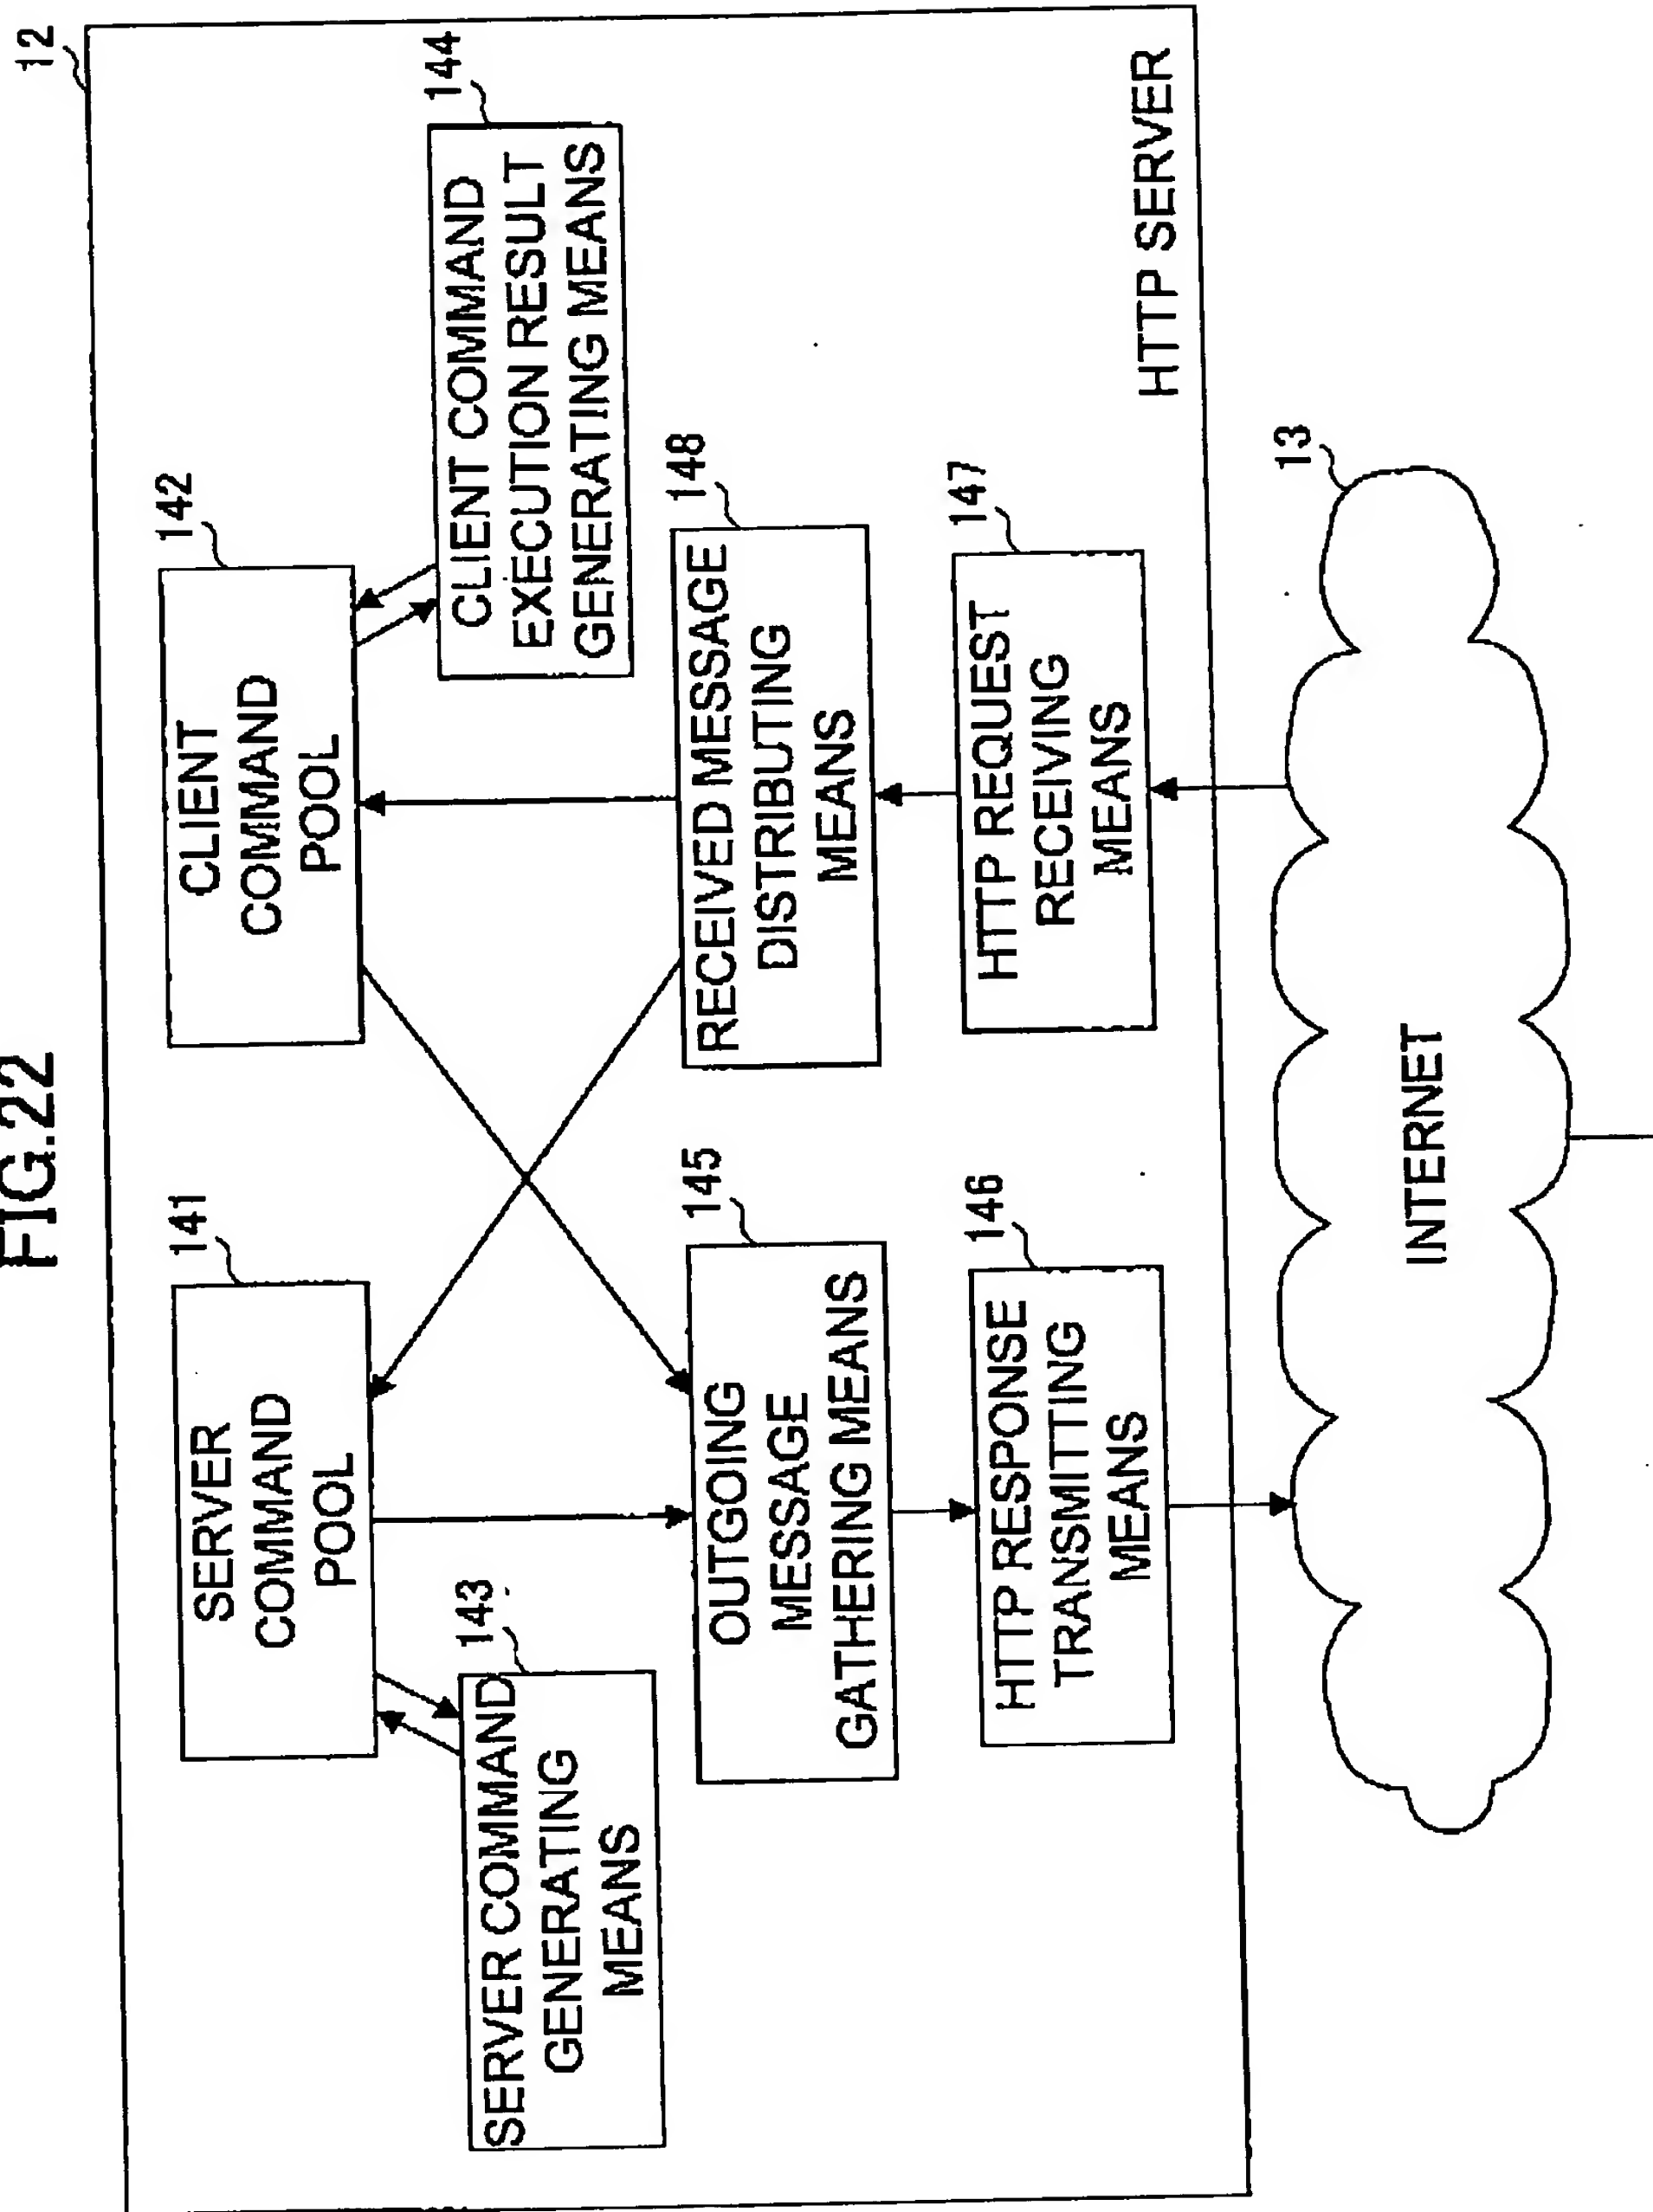 FIG.22
12
141
SERVER
COMMAND
POOL
142
CLIENT
COMMAND
POOL
143
SERVER COMMAND
GENERATING
MEANS
144
CLIENT COMMAND
EXECUTION RESULT
GENERATING MEANS
145
OUTGOING
MESSAGE
GATHERING MEANS
148
RECEIVED MESSAGE
DISTRIBUTING
MEANS
146
HTTP RESPONSE
TRANSMITTING
MEANS
147
HTTP REQUEST
RECEIVING
MEANS
HTTP SERVER
13
INTERNET